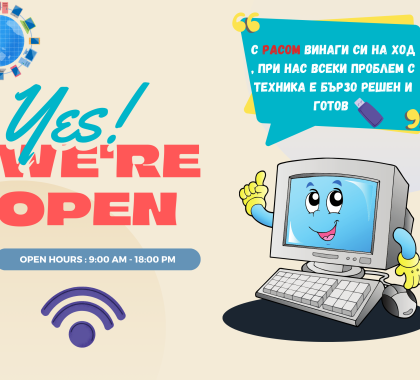 С РАСОМ ВИНАГИ СИ НА ХОД
, ПРИ НАС ВСЕКИ ПРОБЛЕМ С
ТЕХНИКА Е БЪРЗО РЕШЕН И
ГОТОВ
Yes!
WE'RE
OPEN
OPEN HOURS : 9:00 AM - 18:00 PM